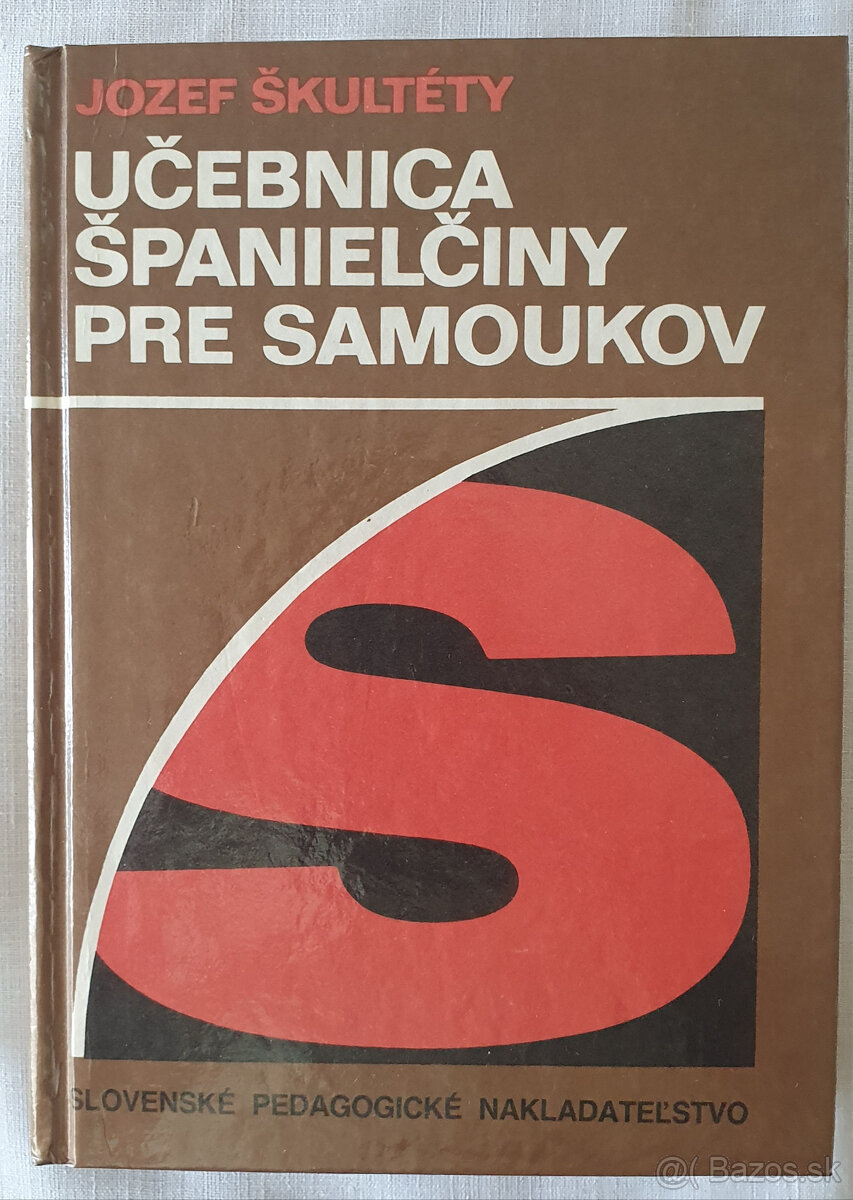 JOZEF ŠKULTÉTY
UČEBNICA
ŠPANIELČINY
PRE SAMOUKOV
S
SLOVENSKÉ PEDAGOGICKÉ NAKLADATEĽSTVO
@( Bazos.sk